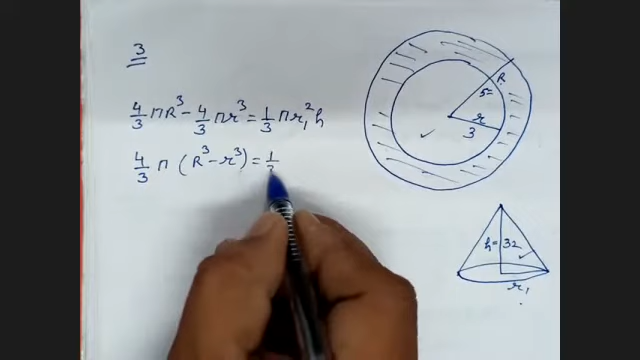 3
4/3 πR³ - 4/3 πr³ = 1/3 πr₁²h
4/3 π (R³ - r³) = 1/3
R
5=
r
3
h=32
r₁